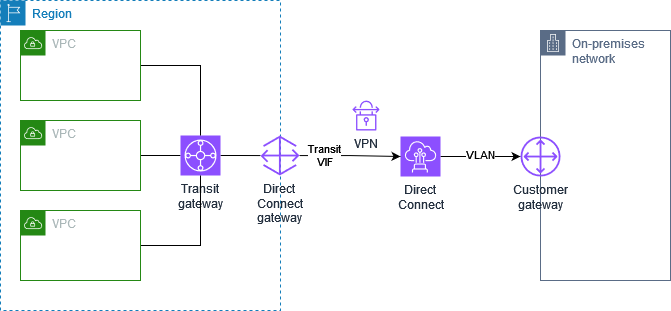 Region
VPC
On-premises
network
VPC
VPN
Transit
VIF
VLAN
Transit
gateway
Direct
Connect
gateway
Direct
Connect
Customer
gateway
VPC